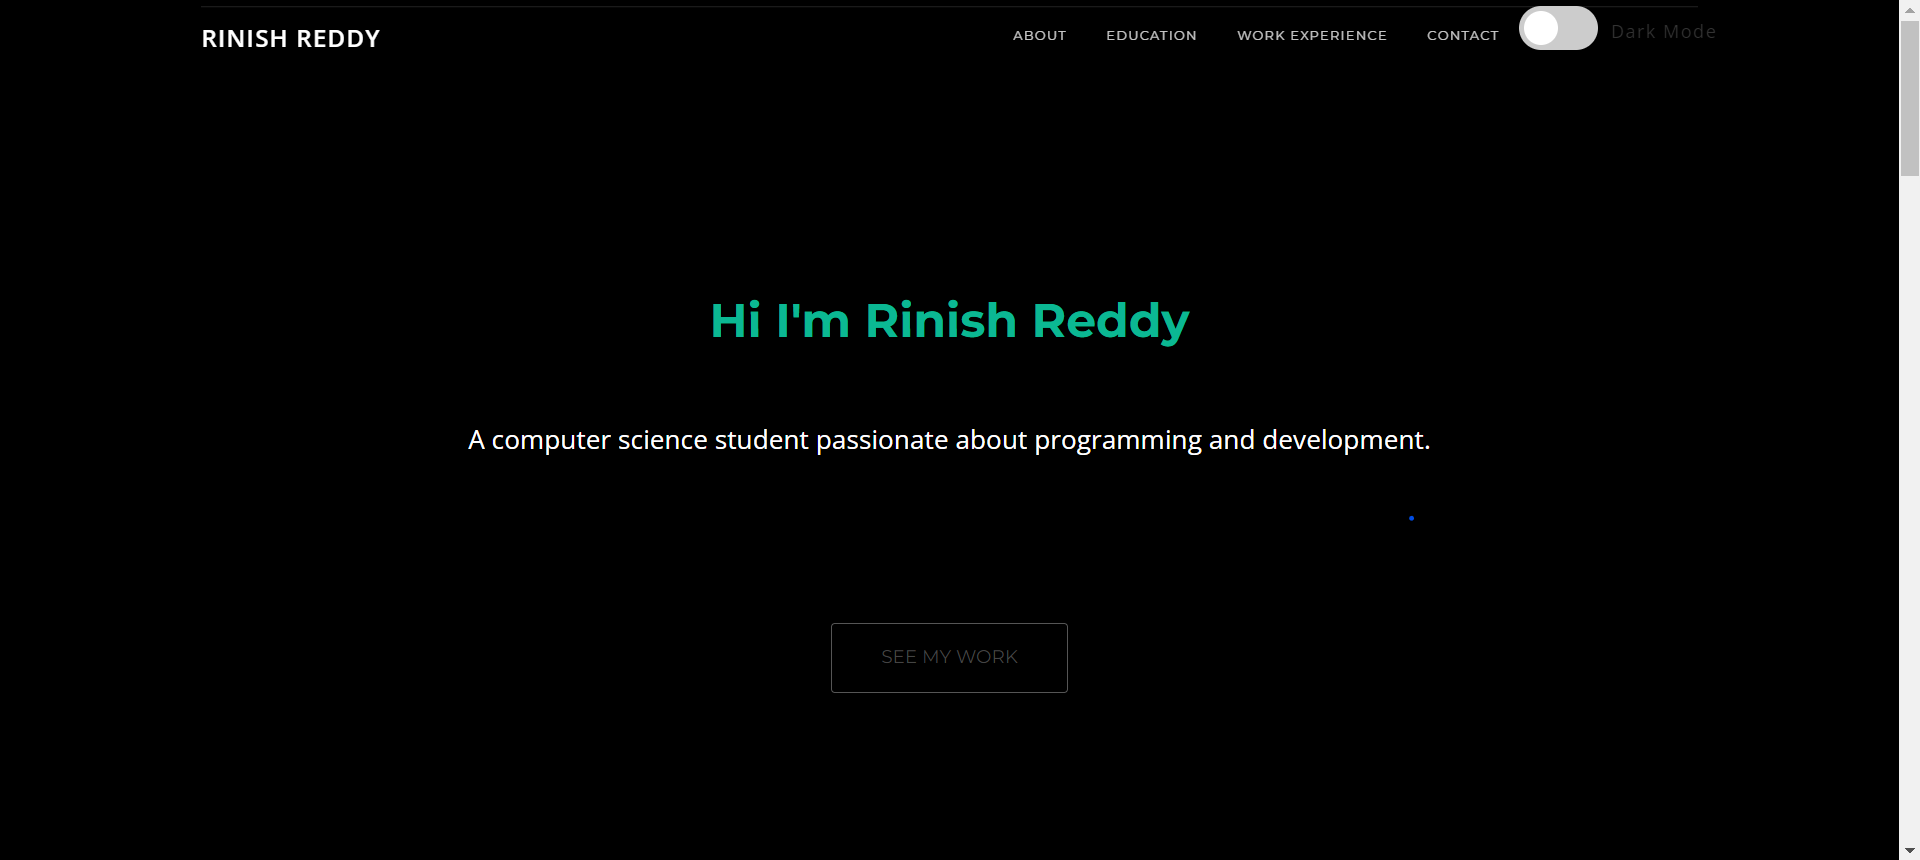 RINISH REDDY
ABOUT EDUCATION WORK EXPERIENCE CONTACT Dark Mode
Hi I'm Rinish Reddy
A computer science student passionate about programming and development.
SEE MY WORK